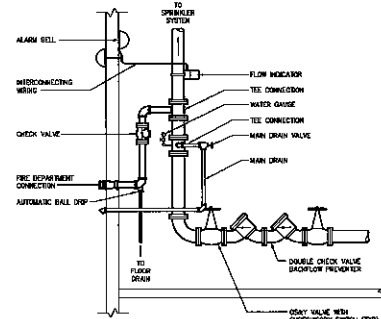 TO
SPRINKLER
SYSTEM
ALARM BELL
INTERCONNECTING
WIRING
CHECK VALVE
FIRE DEPARTMENT
CONNECTION
AUTOMATIC BALL DRIP
TO
FLOOR
DRAIN
FLOW INDICATOR
TEE CONNECTION
WATER GAUGE
TEE CONNECTION
MAIN DRAIN VALVE
MAIN DRAIN
DOUBLE CHECK VALVE
BACKFLOW PREVENTER
OS&Y VALVE WITH